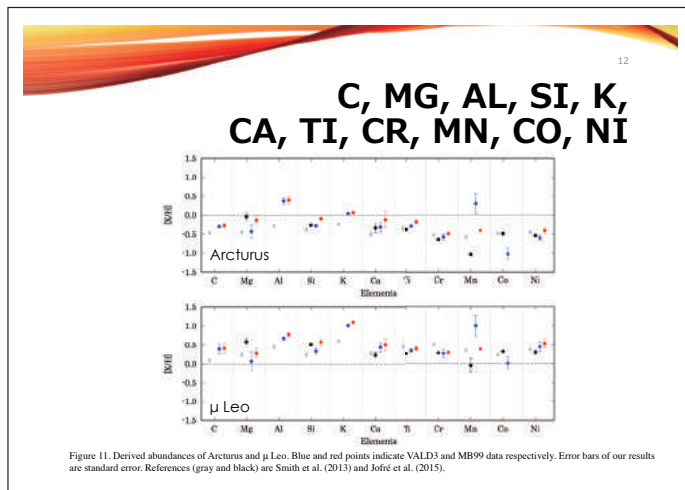 12
C, MG, AL, SI, K,
CA, TI, CR, MN, CO, NI
1.5
1.0
0.5
0.0
-0.5
-1.0
-1.5
[X/H]
Arcturus
C Mg Al Si K Ca Ti Cr Mn Co Ni
Elements
1.5
1.0
0.5
0.0
-0.5
-1.0
-1.5
[X/H]
μ Leo
C Mg Al Si K Ca Ti Cr Mn Co Ni
Elements
Figure 11. Derived abundances of Arcturus and μ Leo. Blue and red points indicate VALD3 and MB99 data respectively. Error bars of our results
are standard error. References (gray and black) are Smith et al. (2013) and Jofré et al. (2015).